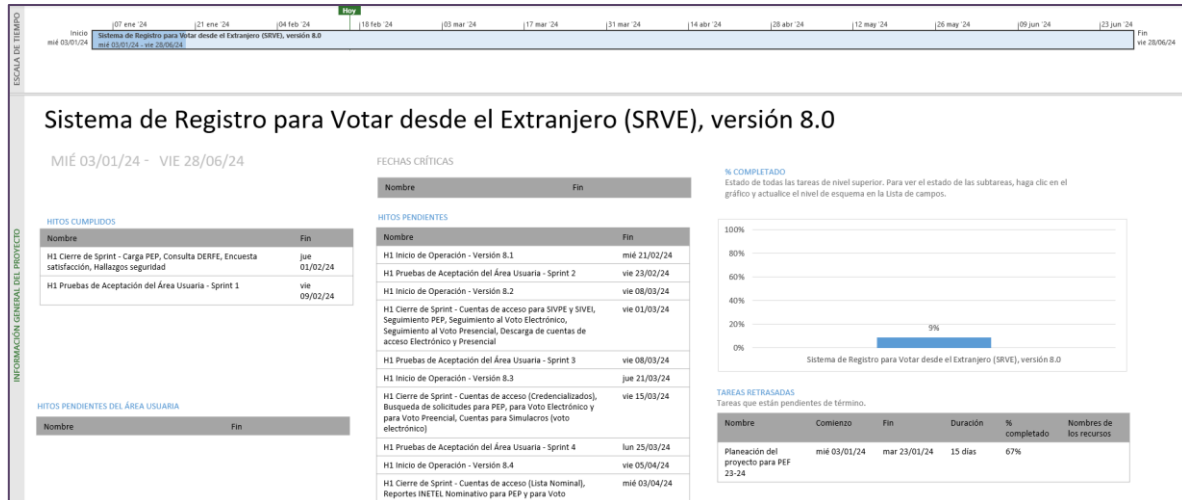 ESCALA DE TIEMPO
Hoy
07 ene '24
21 ene '24
04 feb '24
18 feb '24
03 mar '24
17 mar '24
31 mar '24
14 abr '24
28 abr '24
12 may '24
26 may '24
09 jun '24
23 jun '24
Inicio
mié 03/01/24
Sistema de Registro para Votar desde el Extranjero (SRVE), versión 8.0
mié 03/01/24 - vie 28/06/24
Fin
vie 28/06/24
INFORMACIÓN GENERAL DEL PROYECTO
Sistema de Registro para Votar desde el Extranjero (SRVE), versión 8.0
MIÉ 03/01/24 - VIE 28/06/24
HITOS CUMPLIDOS
Nombre Fin
H1 Cierre de Sprint - Carga PEP, Consulta DERFE, Encuesta jue
satisfacción, Hallazgos seguridad 01/02/24
H1 Pruebas de Aceptación del Área Usuaria - Sprint 1 vie
09/02/24
HITOS PENDIENTES DEL ÁREA USUARIA
Nombre Fin
FECHAS CRÍTICAS
Nombre Fin
HITOS PENDIENTES
Nombre Fin
H1 Inicio de Operación - Versión 8.1 mié 21/02/24
H1 Pruebas de Aceptación del Área Usuaria - Sprint 2 vie 23/02/24
H1 Inicio de Operación - Versión 8.2 vie 08/03/24
H1 Cierre de Sprint - Cuentas de acceso para SIVPE y SIVEI, vie 01/03/24
Seguimiento PEP, Seguimiento al Voto Electrónico,
Seguimiento al Voto Presencial, Descarga de cuentas de
acceso Electrónico y Presencial
H1 Pruebas de Aceptación del Área Usuaria - Sprint 3 vie 08/03/24
H1 Inicio de Operación - Versión 8.3 jue 21/03/24
H1 Cierre de Sprint - Cuentas de acceso (Credencializados), vie 15/03/24
Busqueda de solicitudes para PEP, para Voto Electrónico y
para Voto Preencial, Cuentas para Simulacros (voto
electrónico)
H1 Pruebas de Aceptación del Área Usuaria - Sprint 4 lun 25/03/24
H1 Inicio de Operación - Versión 8.4 vie 05/04/24
H1 Cierre de Sprint - Cuentas de acceso (Lista Nominal), mié 03/04/24
Reportes INETEL Nominativo para PEP y para Voto
% COMPLETADO
Estado de todas las tareas de nivel superior. Para ver el estado de las subtareas, haga clic en el
gráfico y actualice el nivel de esquema en la Lista de campos.
100%
80%
60%
40%
20%
0%
9%
Sistema de Registro para Votar desde el Extranjero (SRVE), versión 8.0
TAREAS RETRASADAS
Tareas que están pendientes de término.
Nombre Comienzo Fin Duración % Nombres de
completado los recursos
Planeación del mié 03/01/24 mar 23/01/24 15 días 67%
proyecto para PEF
23-24